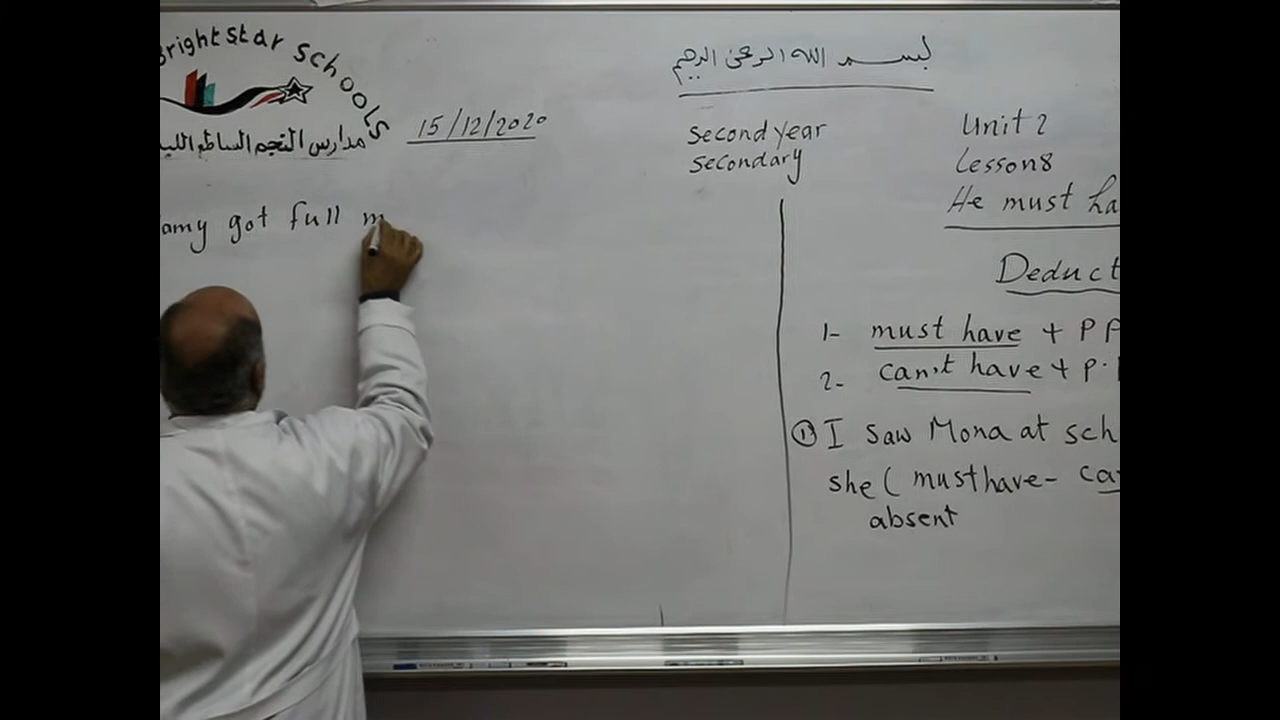 Bright Star Schools
مدارس النجم الساطع
15/12/2020
بسم الله الرحمن الرحيم
Second year
secondary
Unit 2
Lesson 8
He must ha
Deduct
amy got full m
1- must have + PP
2- can't have + P.P
① I saw Mona at sch
she ( must have - ca
absent